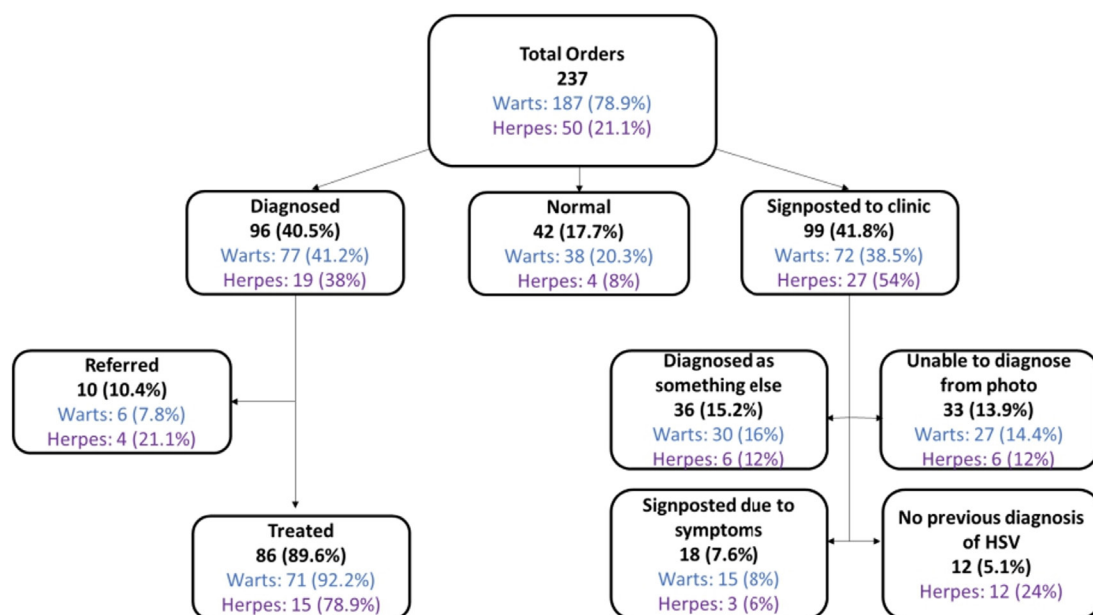 Total Orders
237
Warts: 187 (78.9%)
Herpes: 50 (21.1%)
Diagnosed
96 (40.5%)
Warts: 77 (41.2%)
Herpes: 19 (38%)
Normal
42 (17.7%)
Warts: 38 (20.3%)
Herpes: 4 (8%)
Signposted to clinic
99 (41.8%)
Warts: 72 (38.5%)
Herpes: 27 (54%)
Referred
10 (10.4%)
Warts: 6 (7.8%)
Herpes: 4 (21.1%)
Diagnosed as
something else
36 (15.2%)
Warts: 30 (16%)
Herpes: 6 (12%)
Unable to diagnose
from photo
33 (13.9%)
Warts: 27 (14.4%)
Herpes: 6 (12%)
Treated
86 (89.6%)
Warts: 71 (92.2%)
Herpes: 15 (78.9%)
Signposted due to
symptoms
18 (7.6%)
Warts: 15 (8%)
Herpes: 3 (6%)
No previous diagnosis
of HSV
12 (5.1%)
Herpes: 12 (24%)